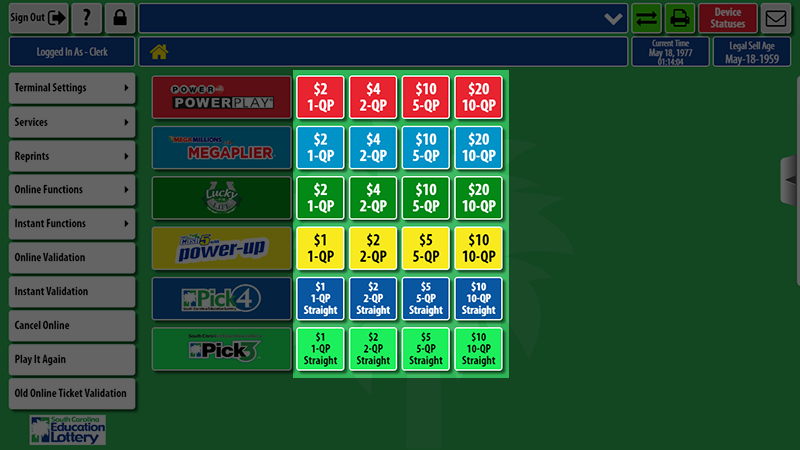 Sign Out
?
Device
Statuses
Logged In As - Clerk
Current Time
May 18, 1977
01:14:04
Legal Sell Age
May-18-1959
Terminal Settings
Services
Reprints
Online Functions
Instant Functions
Online Validation
Instant Validation
Cancel Online
Play It Again
Old Online Ticket Validation
South Carolina
Education
Lottery
POWER
POWERPLAY
$2
1-QP
$4
2-QP
$10
5-QP
$20
10-QP
MEGA MILLIONS
MEGAPLIER
$2
1-QP
$4
2-QP
$10
5-QP
$20
10-QP
Lucky
LIFE
$2
1-QP
$4
2-QP
$10
5-QP
$20
10-QP
Cash 5 with
power-up
$1
1-QP
$2
2-QP
$5
5-QP
$10
10-QP
Pick 4
$1
1-QP
Straight
$2
2-QP
Straight
$5
5-QP
Straight
$10
10-QP
Straight
Pick 3
$1
1-QP
Straight
$2
2-QP
Straight
$5
5-QP
Straight
$10
10-QP
Straight